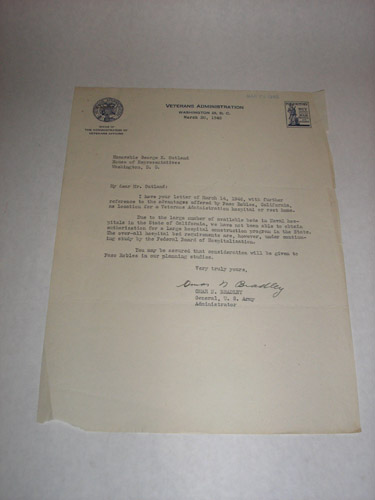 VETERANS ADMINISTRATION
WASHINGTON 25, D. C.
March 20, 1946
Honorable George E. Outland
House of Representatives
Washington, D. C.
My dear Mr. Outland:
I have your letter of March 14, 1946, with further
reference to the advantages offered by Paso Robles, California,
as location for a Veterans Administration hospital or rest home.
Due to the large number of available beds in Naval hos-
pitals in the State of California, we have not been able to obtain
authorization for a large hospital construction program in the State.
The over-all hospital bed requirements are, however, under continu-
ing study by the Federal Board of Hospitalization.
You may be assured that consideration will be given to
Paso Robles in our planning studies.
Very truly yours,
Omar N Bradley
OMAR N. BRADLEY
General, U. S. Army
Administrator